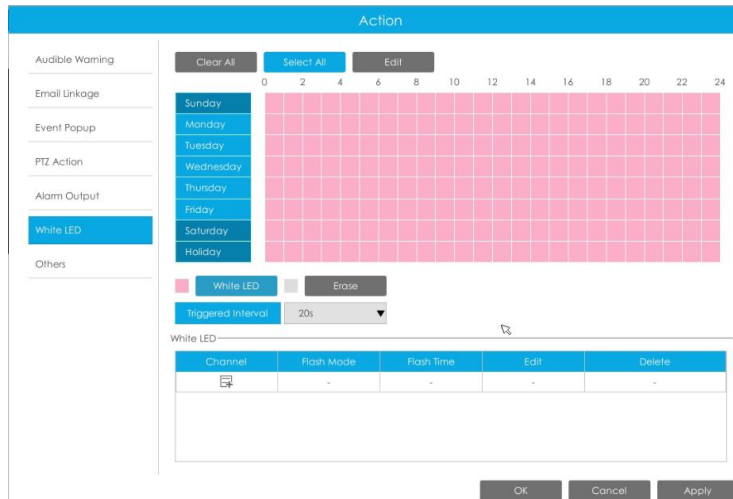 Action
Audible Warning
Email Linkage
Event Popup
PTZ Action
Alarm Output
White LED
Others
Clear All Select All Edit
0 2 4 6 8 10 12 14 16 18 20 22 24
Sunday
Monday
Tuesday
Wednesday
Thursday
Friday
Saturday
Holiday
White LED Erase
Triggered Interval 20s
White LED
Channel Flash Mode Flash Time Edit Delete
- - - -
OK Cancel Apply